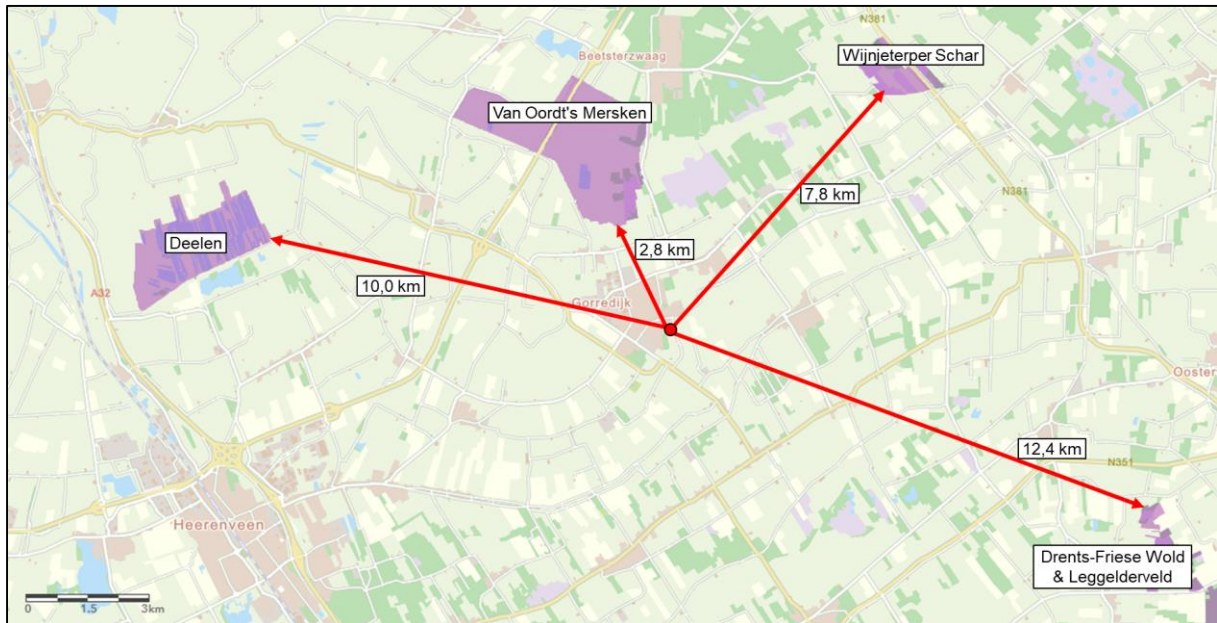 N381
Beetsterzwaag
Wijnjeterper Schar
Van Oordt's Mersken
7,8 km
N381
Deelen
2,8 km
10,0 km
A32
Gorredijk
Ooster
12,4 km
N351
Heerenveen
Drents-Friese Wold
& Leggelderveld
0 1.5 3km